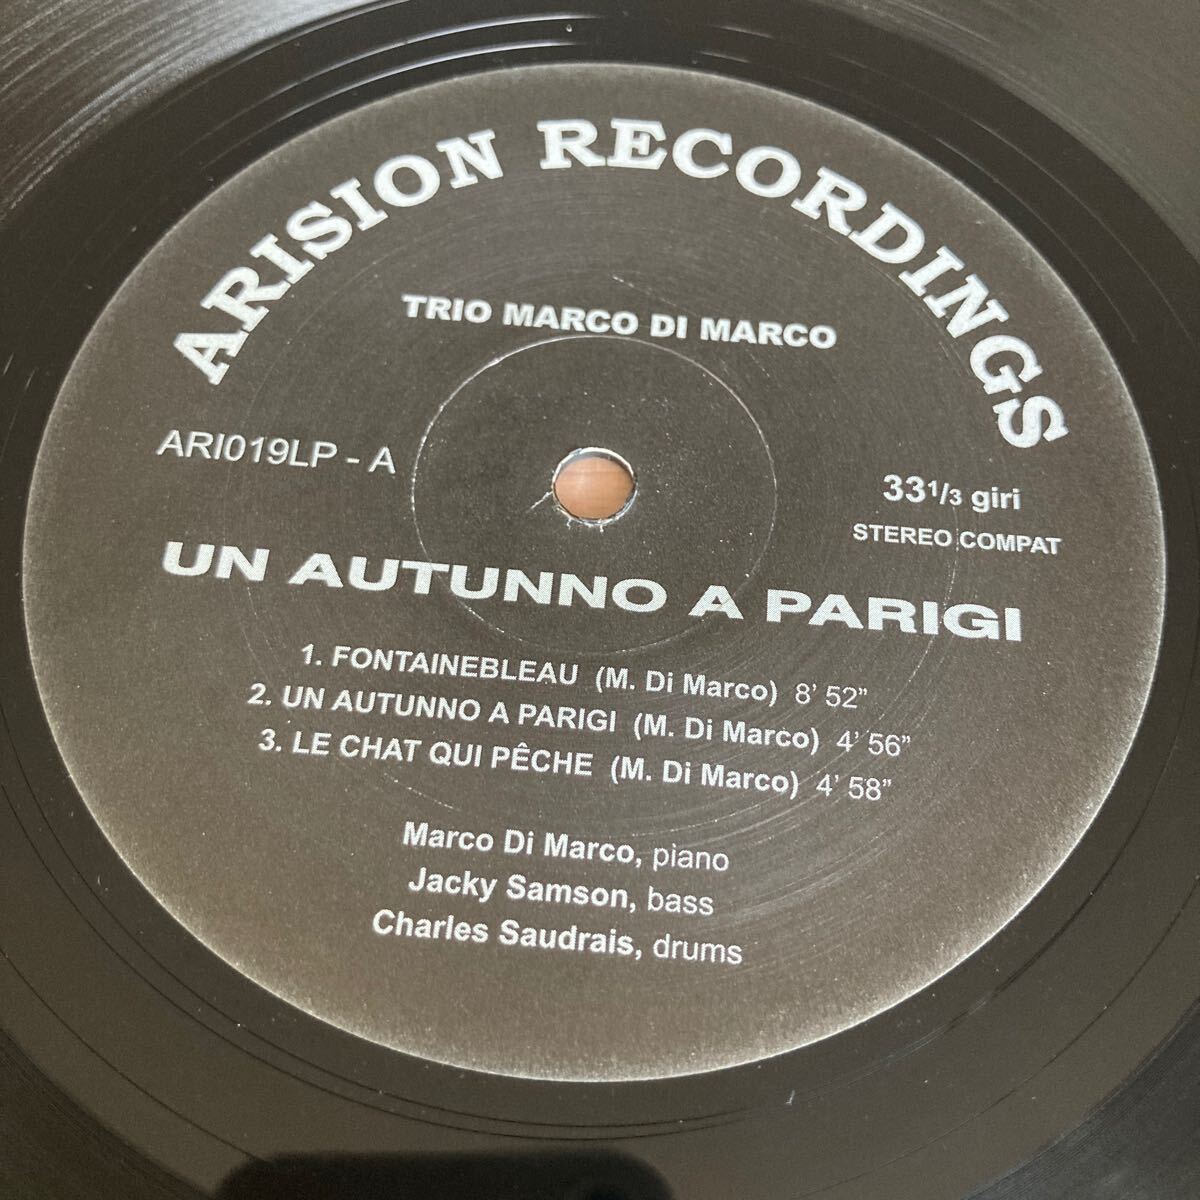 ARISION RECORDINGS
TRIO MARCO DI MARCO
ARI019LP - A
33 1/3 giri
STEREO COMPAT
UN AUTUNNO A PARIGI
1. FONTAINEBLEAU (M. Di Marco) 8' 52"
2. UN AUTUNNO A PARIGI (M. Di Marco) 4' 56"
3. LE CHAT QUI PÊCHE (M. Di Marco) 4' 58"
Marco Di Marco, piano
Jacky Samson, bass
Charles Saudrais, drums